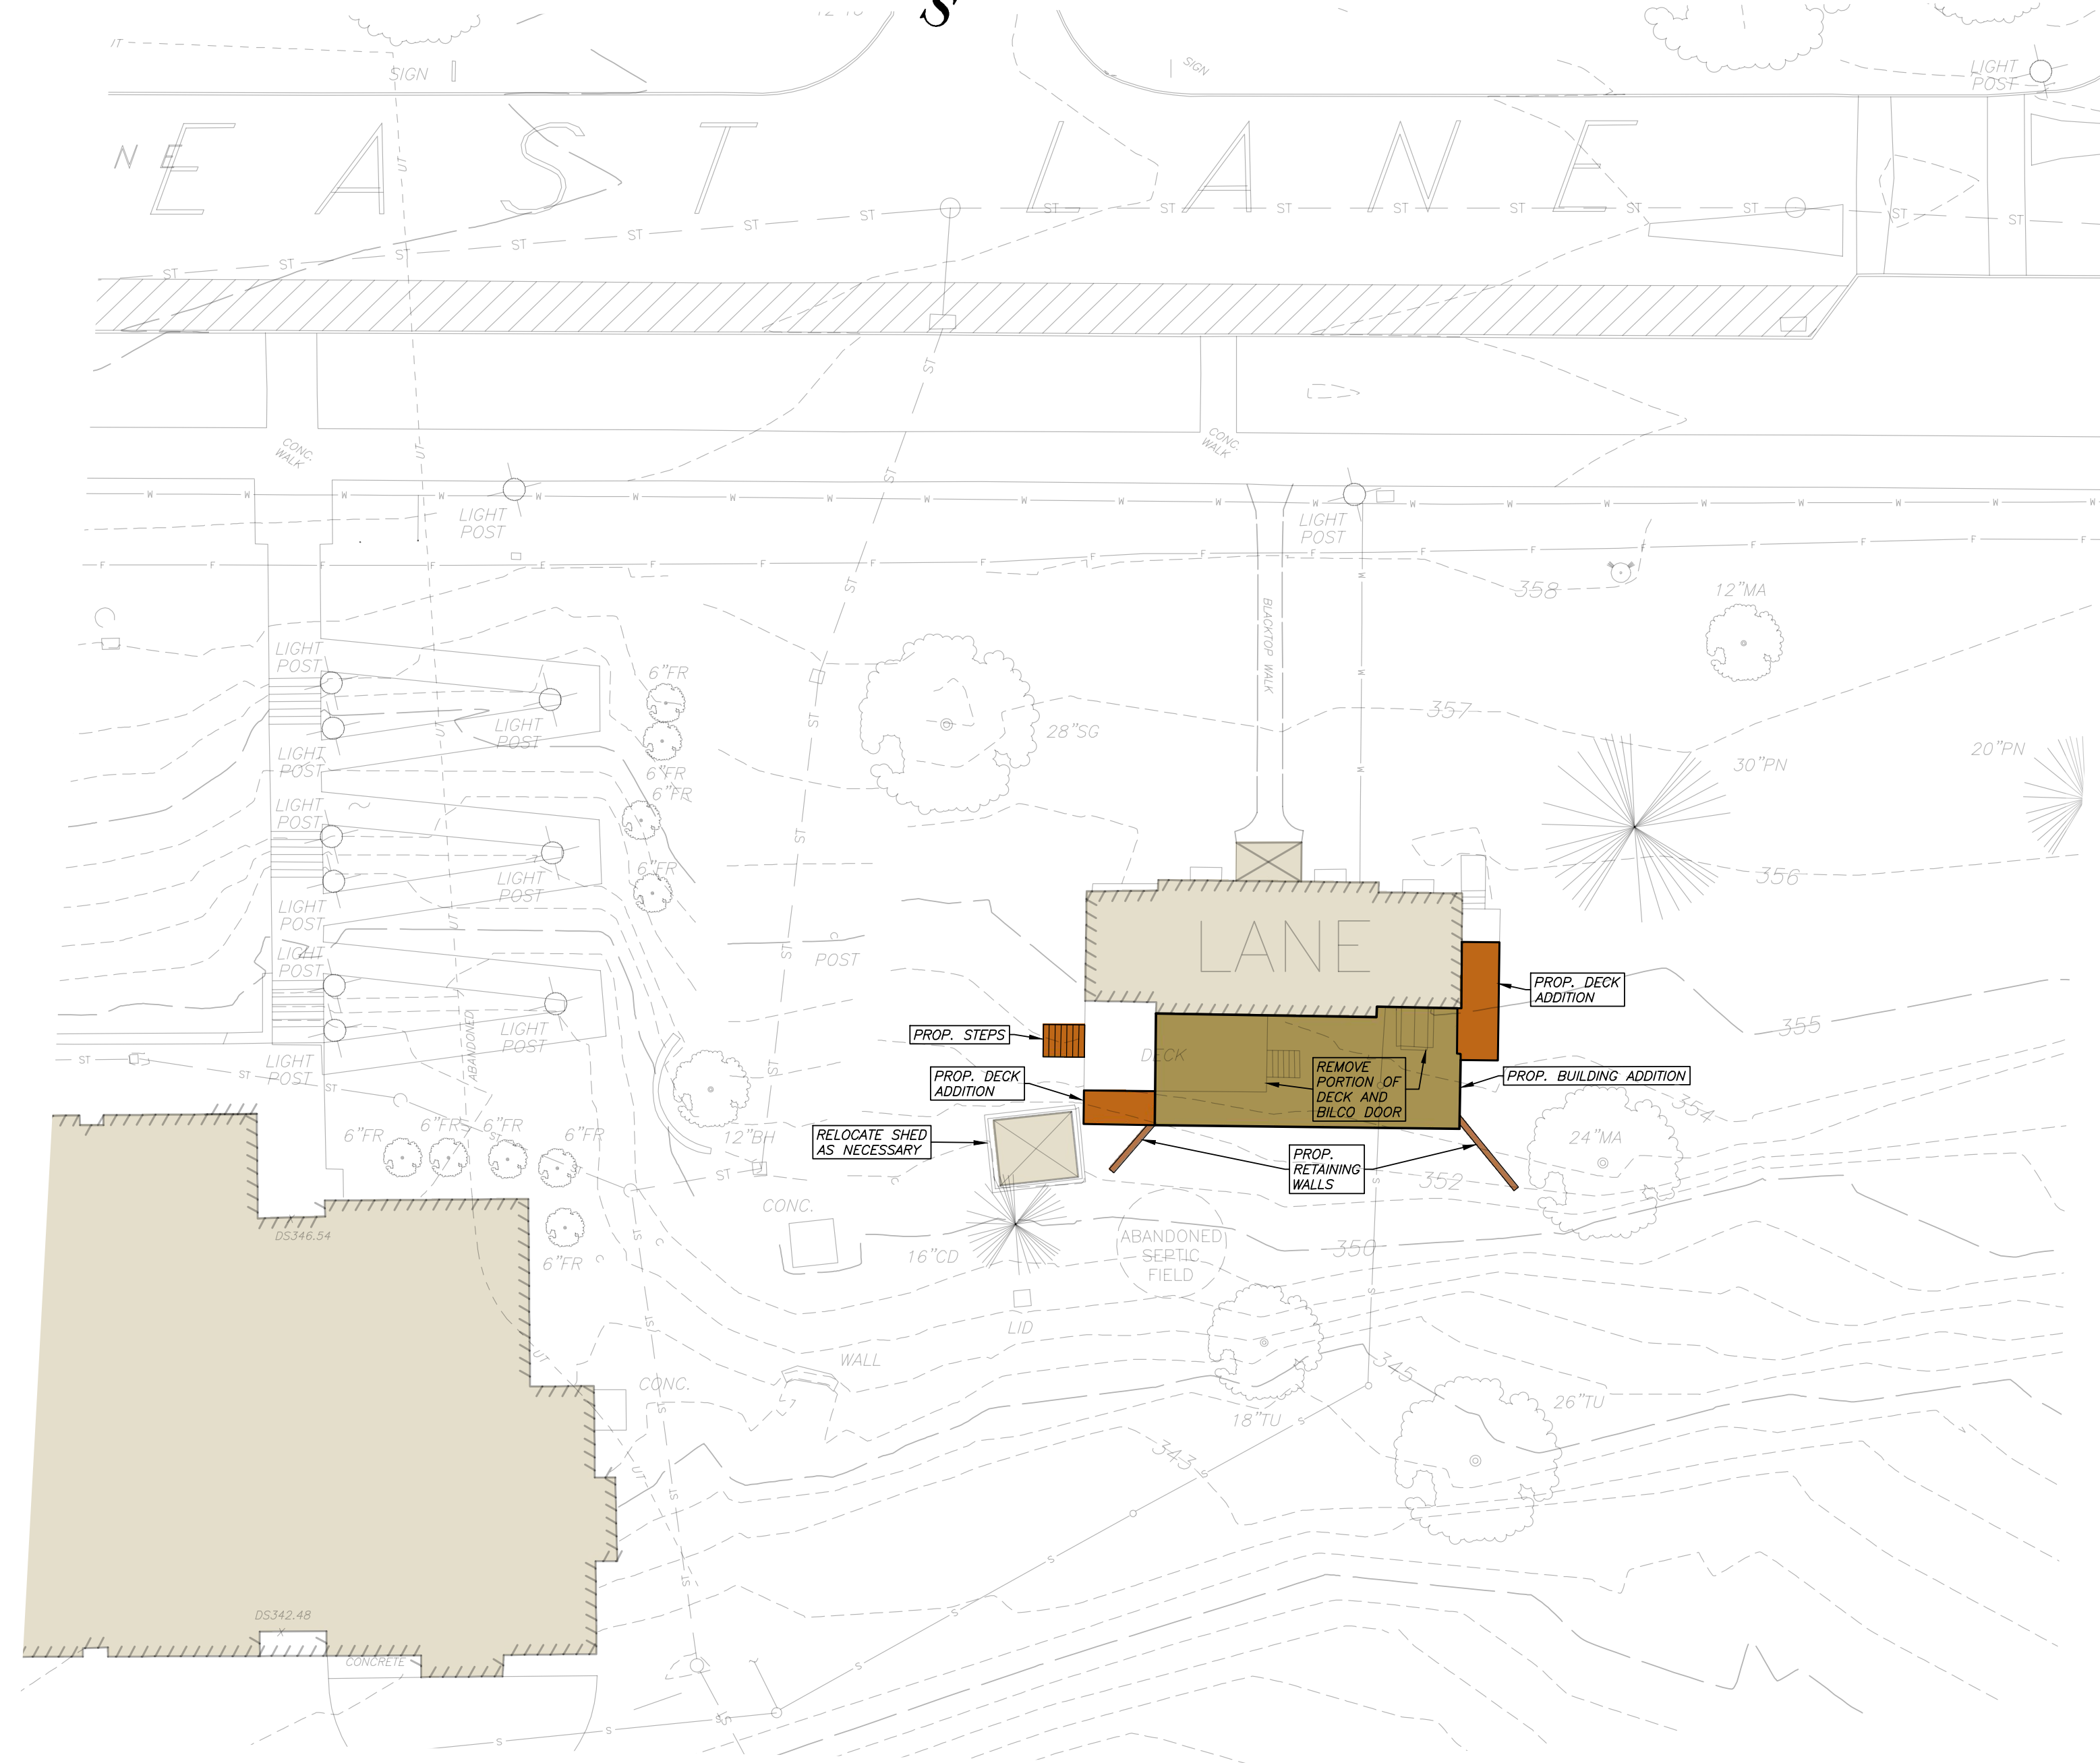 SIGN
SIGN
LIGHT
POST
EAST LANE
N E
UT
ST ST ST ST ST ST ST
ST ST ST ST ST ST ST ST ST
CONC.
WALK
CONC.
WALK
W W W W W W W W W W W W W W W W W W W W
LIGHT
POST
LIGHT
POST
F F F F F F F F F F F F F F F F F F F
358
12"MA
BLACKTOP WALK
LIGHT
POST
6"FR
28"SG
357
LIGHT
POST
LIGHT
POST
6"FR
6"FR
30"PN
20"PN
LIGHT
POST
6"FR
356
LIGHT
POST
LIGHT
POST
LANE
LIGHT
POST
POST
PROP. DECK
ADDITION
355
LIGHT
POST
LIGHT
POST
ABANDONED
PROP. STEPS
DECK
PROP. DECK
ADDITION
REMOVE
PORTION OF
DECK AND
BILCO DOOR
PROP. BUILDING ADDITION
354
6"FR
6"FR
6"FR
6"FR
12"BH
RELOCATE SHED
AS NECESSARY
PROP.
RETAINING
WALLS
24"MA
352
CONC.
DS346.54
6"FR
16"CD
ABANDONED
SEPTIC
FIELD
350
LID
WALL
CONC.
345
18"TU
26"TU
343
DS342.48
X
CONCRETE
S S S S S S S